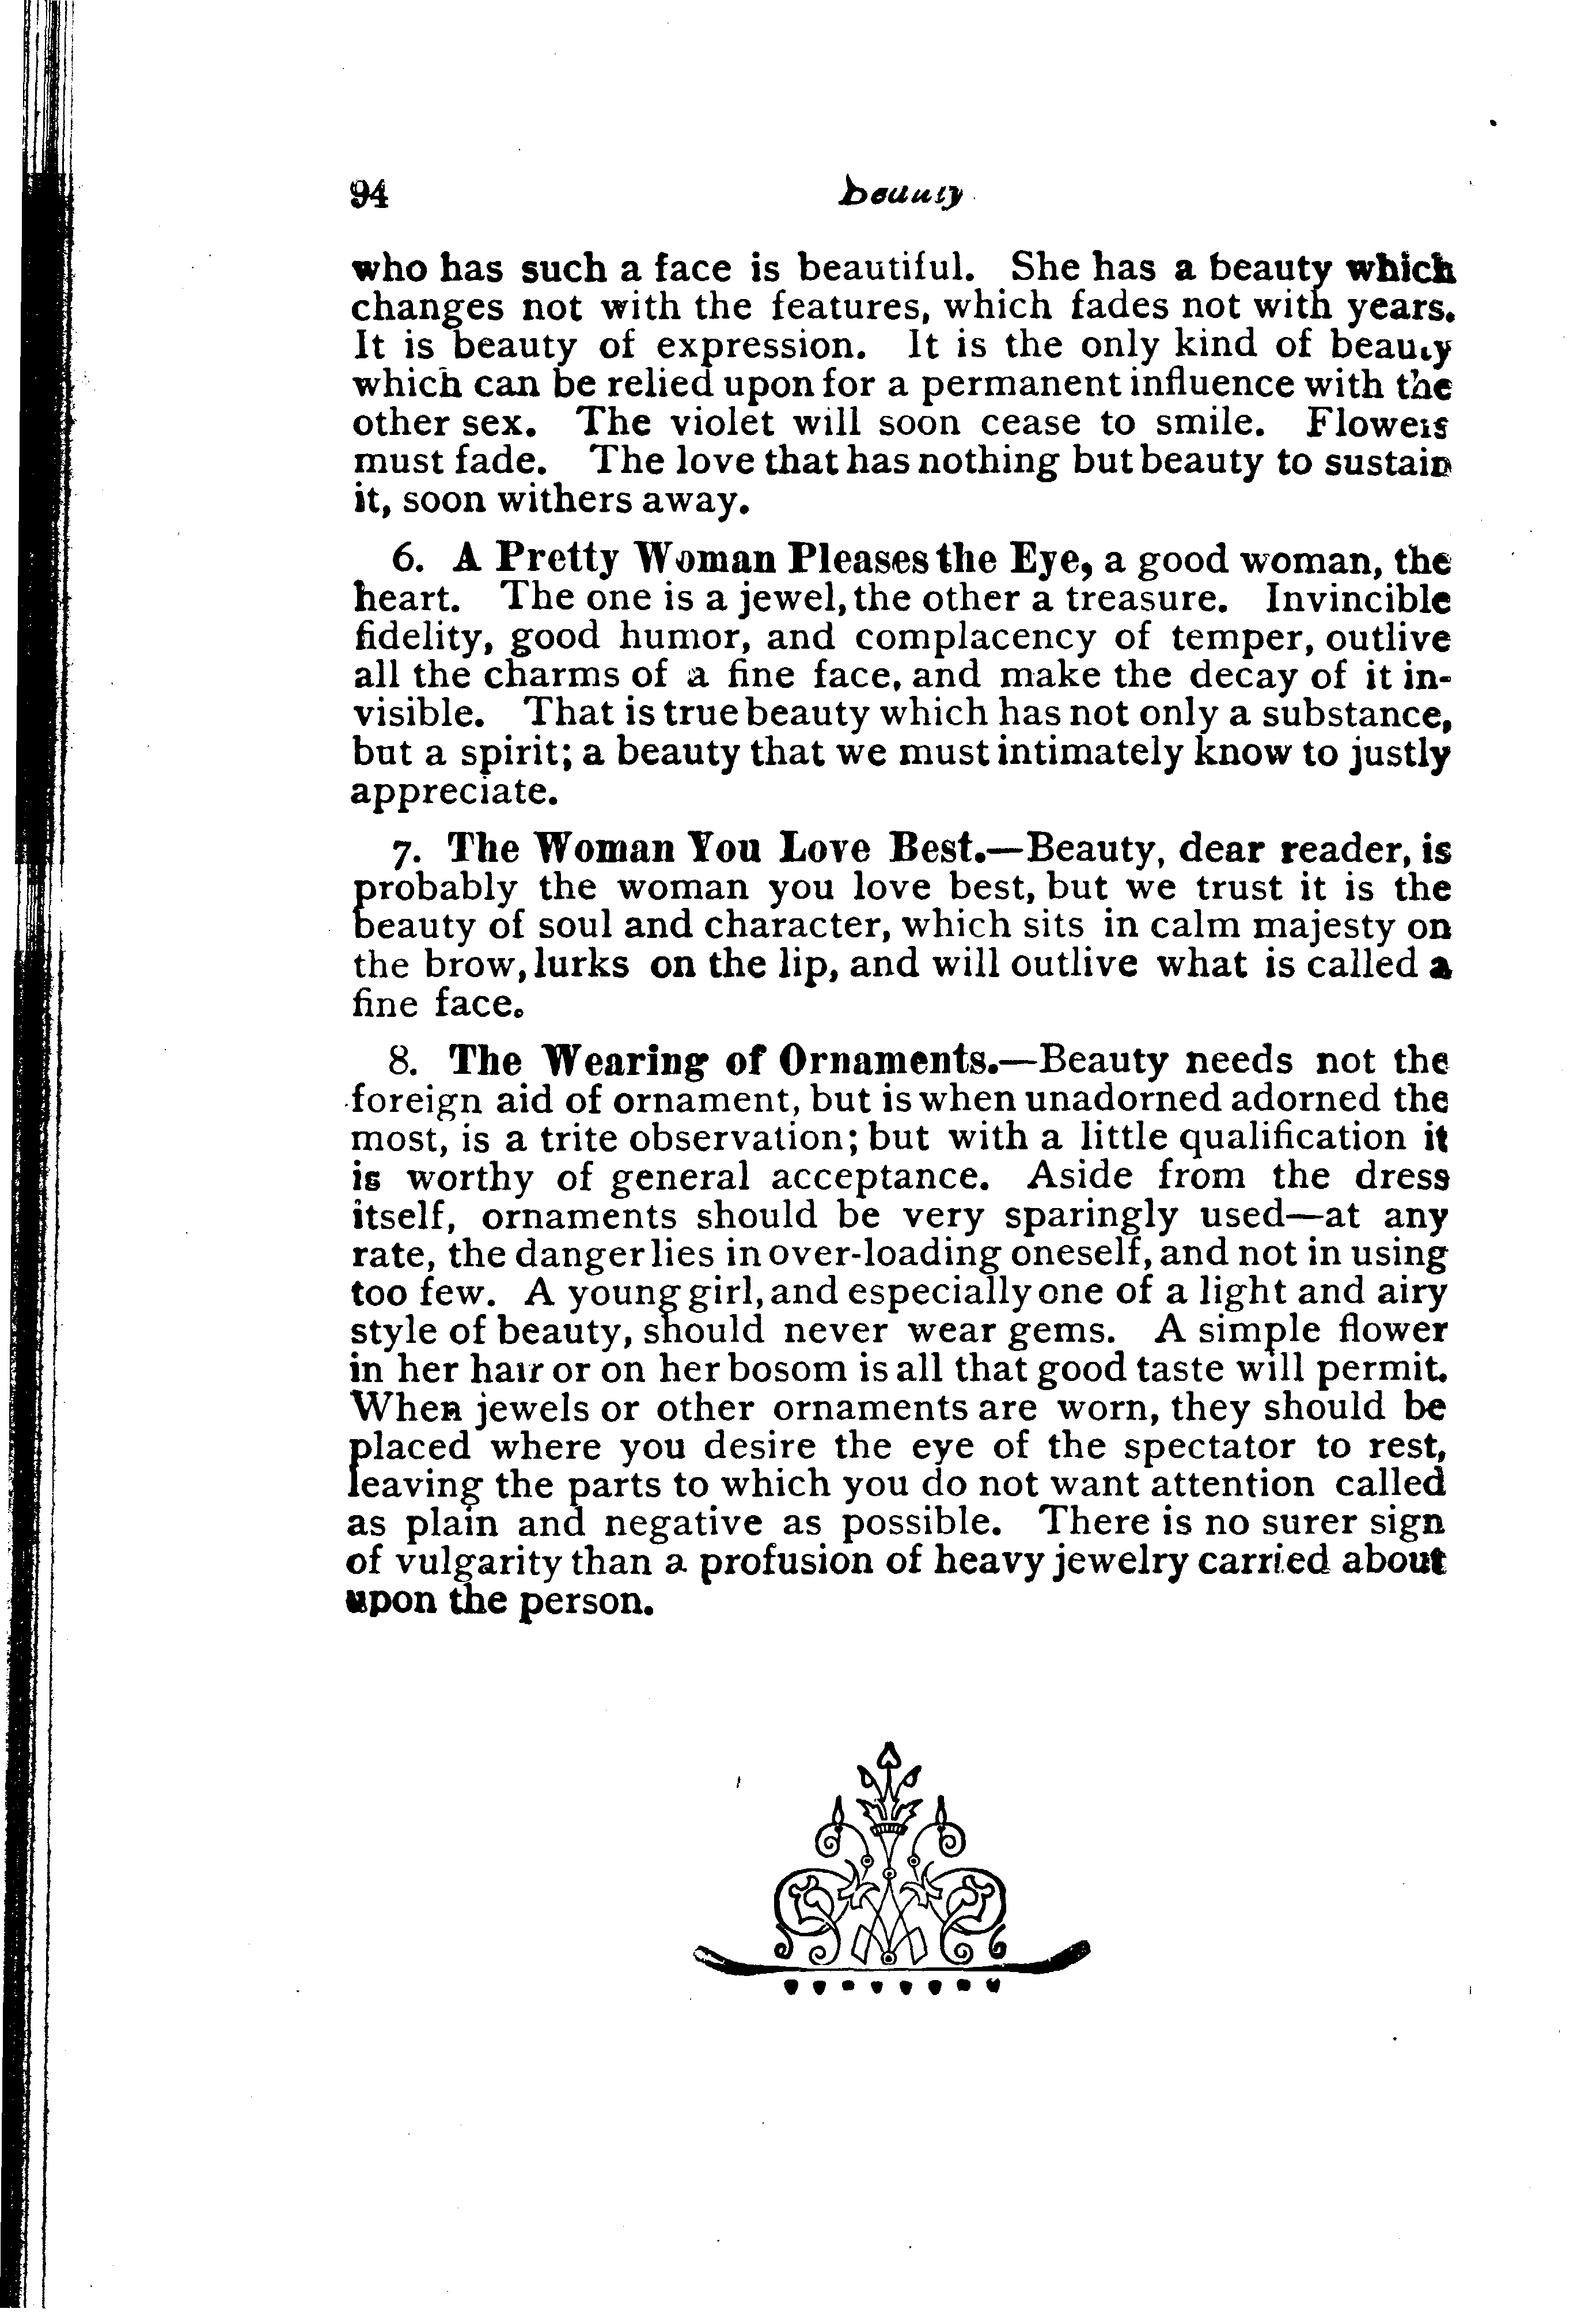 94
beauty
who has such a face is beautiful. She has a beauty which
changes not with the features, which fades not with years.
It is beauty of expression. It is the only kind of beauty
which can be relied upon for a permanent influence with the
other sex. The violet will soon cease to smile. Flowers
must fade. The love that has nothing but beauty to sustain
it, soon withers away.
6. A Pretty Woman Pleases the Eye, a good woman, the
heart. The one is a jewel, the other a treasure. Invincible
fidelity, good humor, and complacency of temper, outlive
all the charms of a fine face, and make the decay of it in-
visible. That is true beauty which has not only a substance,
but a spirit; a beauty that we must intimately know to justly
appreciate.
7. The Woman You Love Best.—Beauty, dear reader, is
probably the woman you love best, but we trust it is the
beauty of soul and character, which sits in calm majesty on
the brow, lurks on the lip, and will outlive what is called a
fine face.
8. The Wearing of Ornaments.—Beauty needs not the
foreign aid of ornament, but is when unadorned adorned the
most, is a trite observation; but with a little qualification it
is worthy of general acceptance. Aside from the dress
itself, ornaments should be very sparingly used—at any
rate, the danger lies in over-loading oneself, and not in using
too few. A young girl, and especially one of a light and airy
style of beauty, should never wear gems. A simple flower
in her hair or on her bosom is all that good taste will permit.
When jewels or other ornaments are worn, they should be
placed where you desire the eye of the spectator to rest,
leaving the parts to which you do not want attention called
as plain and negative as possible. There is no surer sign
of vulgarity than a profusion of heavy jewelry carried about
upon the person.